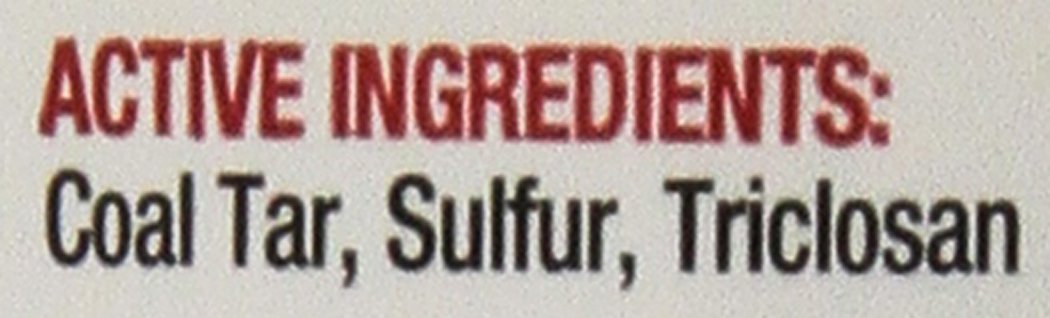 ACTIVE INGREDIENTS:
Coal Tar, Sulfur, Triclosan